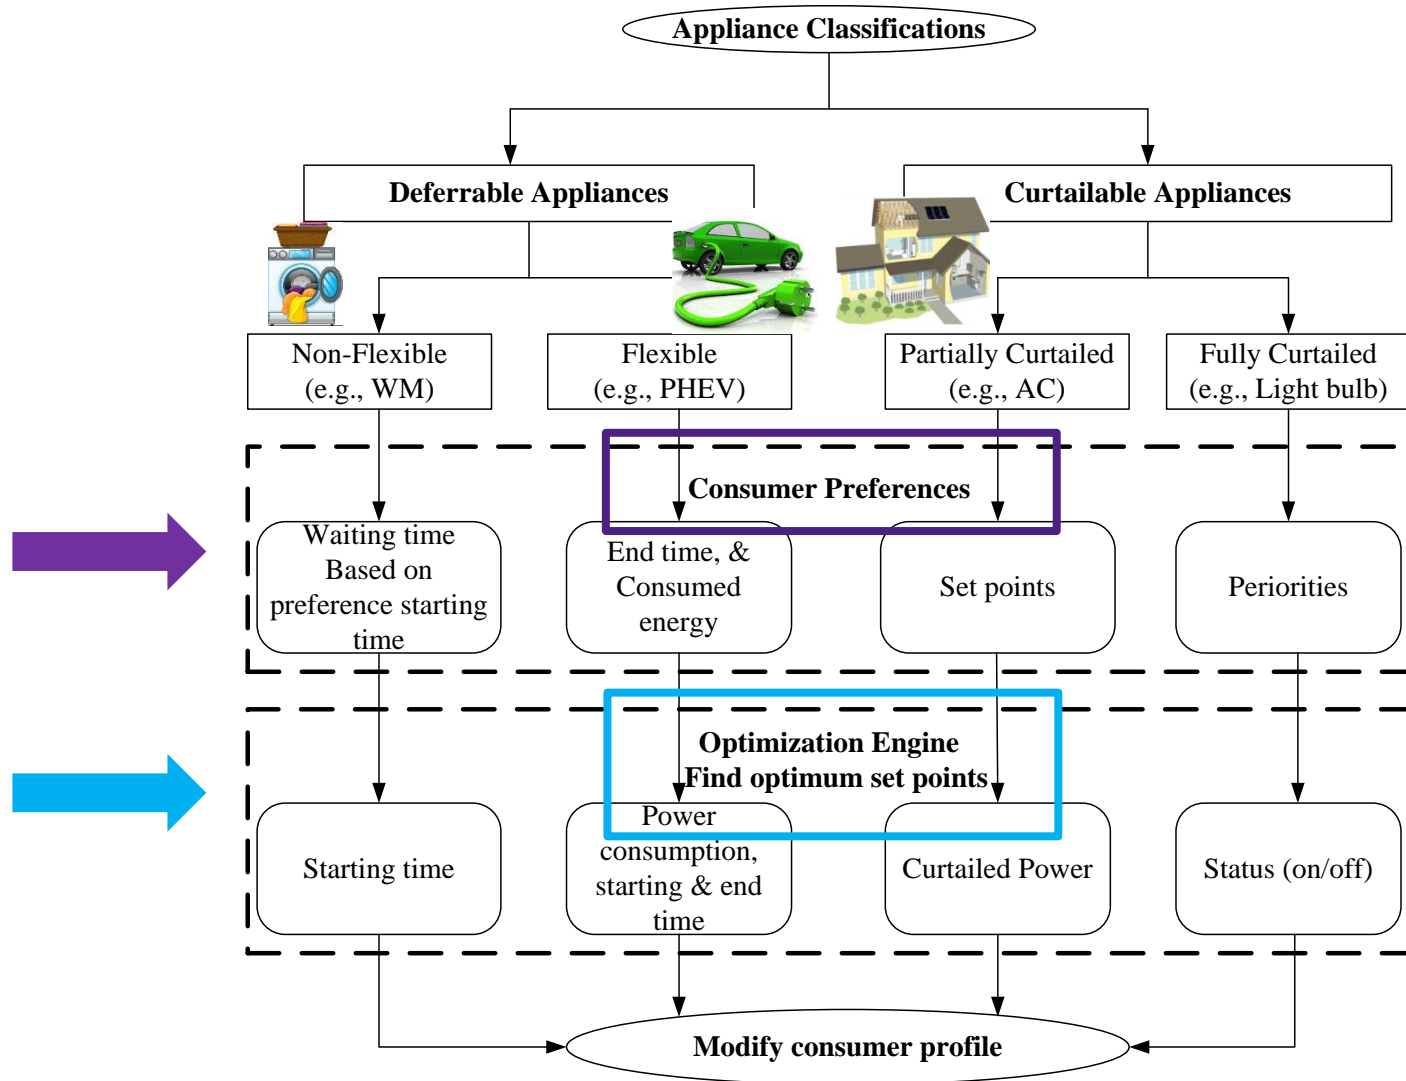 Appliance Classifications
Deferrable Appliances
Curtailable Appliances
Non-Flexible
(e.g., WM)
Flexible
(e.g., PHEV)
Partially Curtailed
(e.g., AC)
Fully Curtailed
(e.g., Light bulb)
Consumer Preferences
Waiting time
Based on
preference starting
time
End time, &
Consumed
energy
Set points
Periorities
Optimization Engine
Find optimum set points
Starting time
Power
consumption,
starting & end
time
Curtailed Power
Status (on/off)
Modify consumer profile